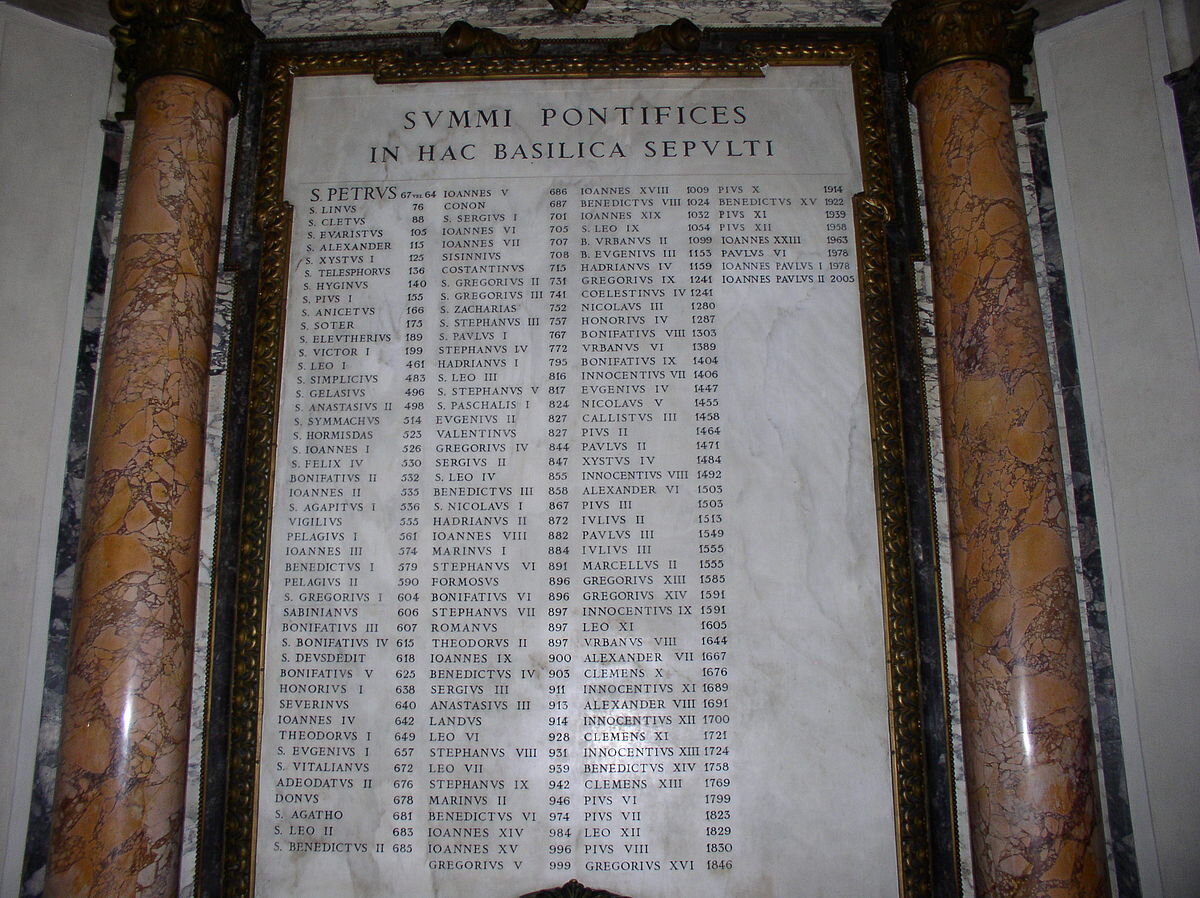 SVMMI PONTIFICES
IN HAC BASILICA SEPVLTI
S. PETRVS 67 VEL 64
S. LINVS 76
S. CLETVS 88
S. EVARISTVS 105
S. ALEXANDER 115
S. XYSTVS I 125
S. TELESPHORVS 136
S. HYGINVS 140
S. PIVS I 155
S. ANICETVS 166
S. SOTER 175
S. ELEVTHERIVS 189
S. VICTOR I 199
S. LEO I 461
S. SIMPLICIVS 483
S. GELASIVS 496
S. ANASTASIVS II 498
S. SYMMACHVS 514
S. HORMISDAS 523
S. IOANNES I 526
S. FELIX IV 530
BONIFATIVS II 532
IOANNES II 535
S. AGAPITVS I 536
VIGILIVS 555
PELAGIVS I 561
IOANNES III 574
BENEDICTVS I 579
PELAGIVS II 590
S. GREGORIVS I 604
SABINIANVS 606
BONIFATIVS III 607
S. BONIFATIVS IV 615
S. DEVSDEDIT 618
BONIFATIVS V 625
HONORIVS I 638
SEVERINVS 640
IOANNES IV 642
THEODORVS I 649
S. EVGENIVS I 657
S. VITALIANVS 672
ADEODATVS II 676
DONVS 678
S. AGATHO 681
S. LEO II 683
S. BENEDICTVS II 685
IOANNES V 686
CONON 687
S. SERGIVS I 701
IOANNES VI 705
IOANNES VII 707
SISINNIVS 708
COSTANTINVS 715
S. GREGORIVS II 731
S. GREGORIVS III 741
S. ZACHARIAS 752
S. STEPHANVS III 757
S. PAVLVS I 767
STEPHANVS IV 772
HADRIANVS I 795
S. LEO III 816
S. STEPHANVS V 817
S. PASCHALIS I 824
EVGENIVS II 827
VALENTINVS 827
GREGORIVS IV 844
SERGIVS II 847
S. LEO IV 855
BENEDICTVS III 858
S. NICOLAVS I 867
HADRIANVS II 872
IOANNES VIII 882
MARINVS I 884
STEPHANVS VI 891
FORMOSVS 896
BONIFATIVS VI 896
STEPHANVS VII 897
ROMANVS 897
THEODORVS II 897
IOANNES IX 900
BENEDICTVS IV 903
SERGIVS III 911
ANASTASIVS III 913
LANDVS 914
LEO VI 928
STEPHANVS VIII 931
LEO VII 939
STEPHANVS IX 942
MARINVS II 946
BENEDICTVS VI 974
IOANNES XIV 984
IOANNES XV 996
GREGORIVS V 999
IOANNES XVIII 1009
BENEDICTVS VIII 1024
IOANNES XIX 1032
S. LEO IX 1054
B. VRBANVS II 1099
B. EVGENIVS III 1153
HADRIANVS IV 1159
GREGORIVS IX 1241
COELESTINVS IV 1241
NICOLAVS III 1280
HONORIVS IV 1287
BONIFATIVS VIII 1303
VRBANVS VI 1389
BONIFATIVS IX 1404
INNOCENTIVS VII 1406
EVGENIVS IV 1447
NICOLAVS V 1455
CALLISTVS III 1458
PIVS II 1464
PAVLVS II 1471
XYSTVS IV 1484
INNOCENTIVS VIII 1492
ALEXANDER VI 1503
PIVS III 1503
IVLIVS II 1513
PAVLVS III 1549
IVLIVS III 1555
MARCELLVS II 1555
GREGORIVS XIII 1585
GREGORIVS XIV 1591
INNOCENTIVS IX 1591
LEO XI 1605
VRBANVS VIII 1644
ALEXANDER VII 1667
CLEMENS X 1676
INNOCENTIVS XI 1689
ALEXANDER VIII 1691
INNOCENTIVS XII 1700
CLEMENS XI 1721
INNOCENTIVS XIII 1724
BENEDICTVS XIV 1758
CLEMENS XIII 1769
PIVS VI 1799
PIVS VII 1823
LEO XII 1829
PIVS VIII 1830
GREGORIVS XVI 1846
PIVS X 1914
BENEDICTVS XV 1922
PIVS XI 1939
PIVS XII 1958
IOANNES XXIII 1963
PAVLVS VI 1978
IOANNES PAVLVS I 1978
IOANNES PAVLVS II 2005